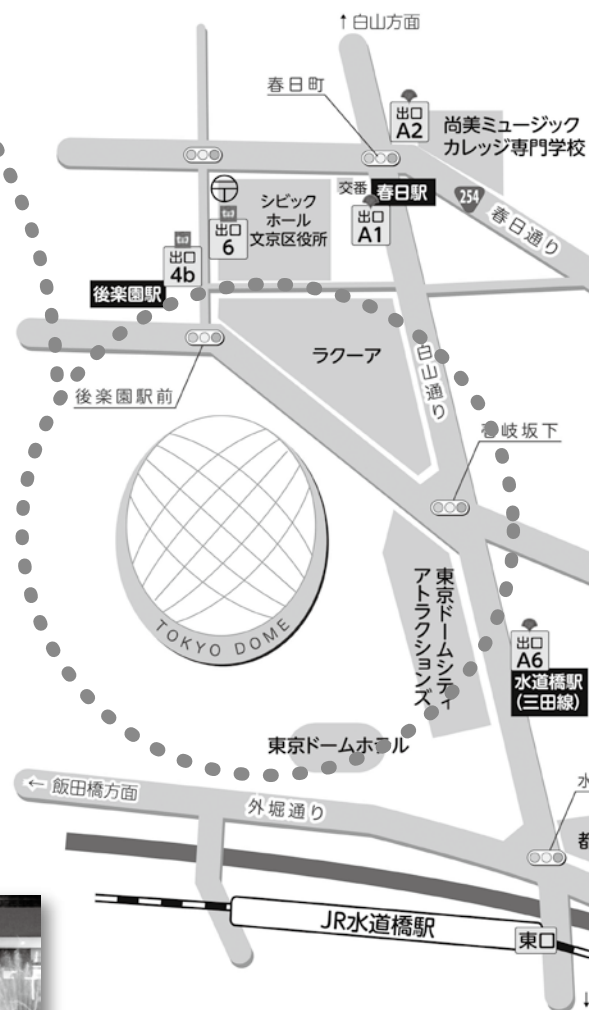 ↑白山方面
春日町
出口
A2
尚美ミュージック
カレッジ専門学校
254
春日通り
交番
春日駅
出口
A1
シビック
ホール
文京区役所
出口
6
出口
4b
後楽園駅
後楽園駅前
ラクーア
白山通り
壱岐坂下
TOKYO DOME
東京ドームシティ
アトラクションズ
出口
A6
水道橋駅
(三田線)
東京ドームホテル
← 飯田橋方面
外堀通り
水
都
JR水道橋駅
東口
↓